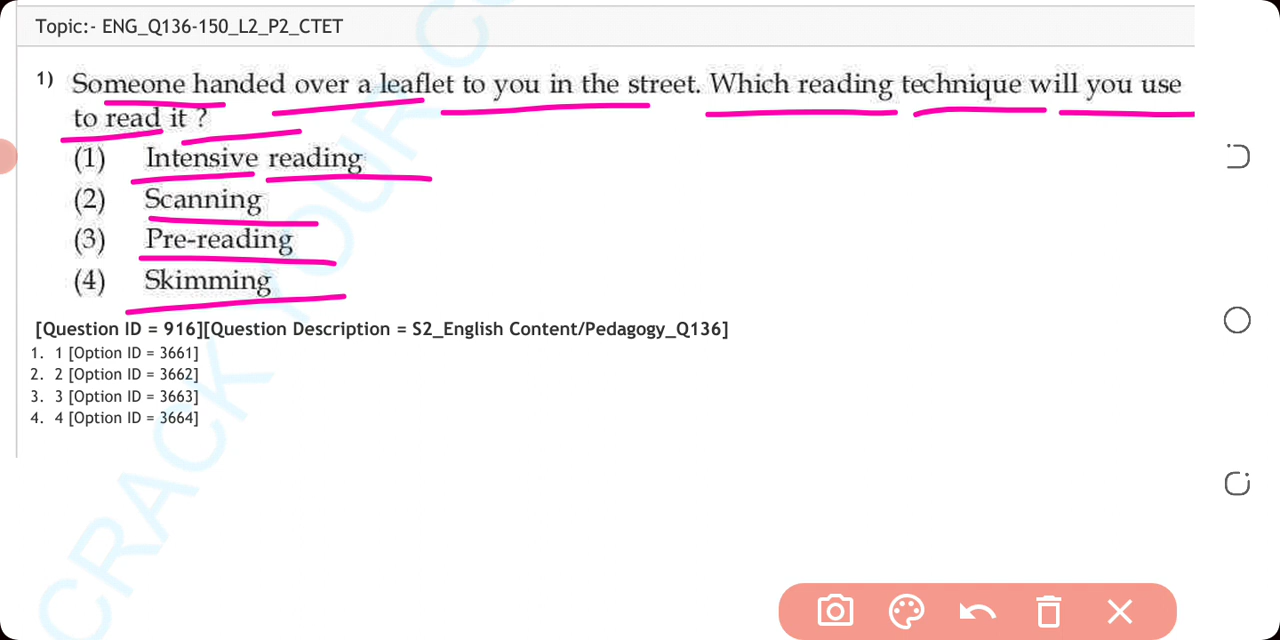 Topic:- ENG_Q136-150_L2_P2_CTET
1) Someone handed over a leaflet to you in the street. Which reading technique will you use
to read it ?
(1) Intensive reading
(2) Scanning
(3) Pre-reading
(4) Skimming
[Question ID = 916][Question Description = S2_English Content/Pedagogy_Q136]
1. 1 [Option ID = 3661]
2. 2 [Option ID = 3662]
3. 3 [Option ID = 3663]
4. 4 [Option ID = 3664]
CRACK YOUR C